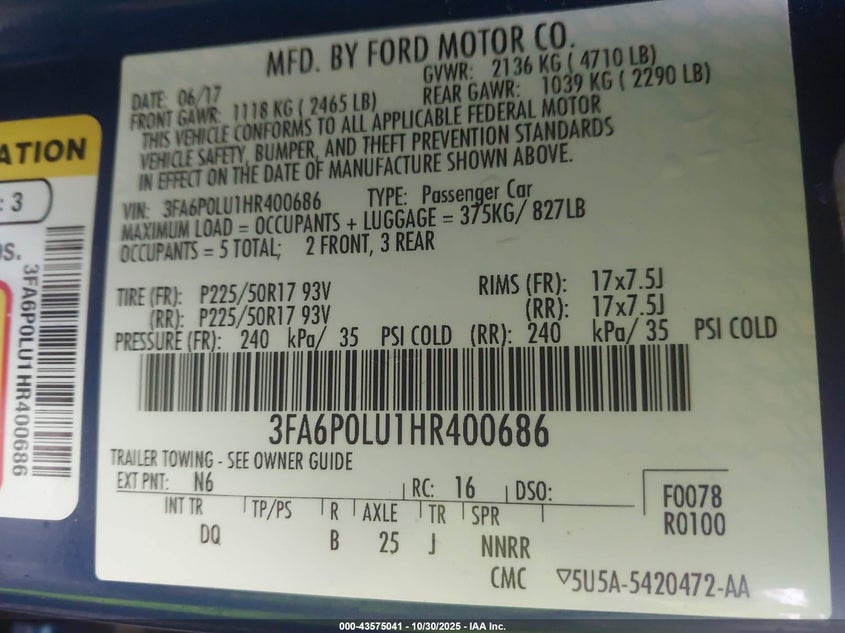 MFD. BY FORD MOTOR CO.
DATE: 06/17 GVWR: 2136 KG ( 4710 LB)
FRONT GAWR: 1118 KG ( 2465 LB) REAR GAWR: 1039 KG ( 2290 LB)
THIS VEHICLE CONFORMS TO ALL APPLICABLE FEDERAL MOTOR
VEHICLE SAFETY, BUMPER, AND THEFT PREVENTION STANDARDS
IN EFFECT ON THE DATE OF MANUFACTURE SHOWN ABOVE.
VIN: 3FA6P0LU1HR400686 TYPE: Passenger Car
MAXIMUM LOAD = OCCUPANTS + LUGGAGE = 375KG/ 827LB
OCCUPANTS = 5 TOTAL; 2 FRONT, 3 REAR
TIRE (FR): P225/50R17 93V RIMS (FR): 17x7.5J
(RR): P225/50R17 93V (RR): 17x7.5J
PRESSURE (FR): 240 kPa/ 35 PSI COLD (RR): 240 kPa/ 35 PSI COLD
3FA6P0LU1HR400686
TRAILER TOWING - SEE OWNER GUIDE
EXT PNT: N6 RC: 16 DSO:
INT TR TP/PS R AXLE TR SPR
DQ B 25 J NNRR
F0078
R0100
CMC ▽5U5A-5420472-AA
ATION
: 3
S.
3FA6P0LU1HR400686
000-43575041 - 10/30/2025 - IAA Inc.